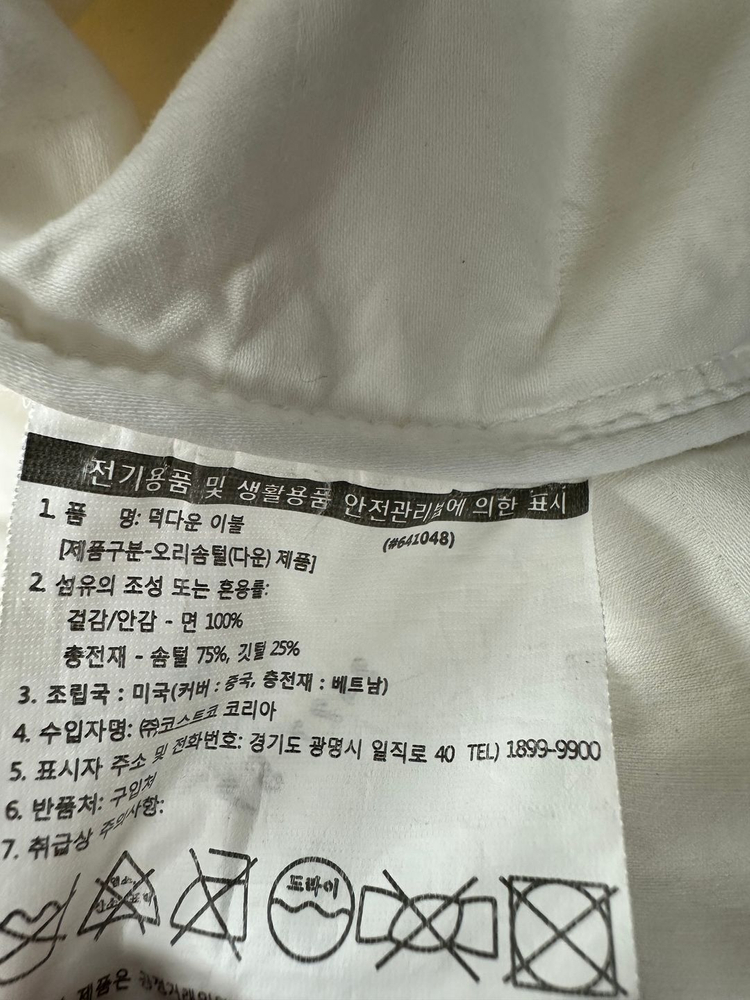 전기용품 및 생활용품 안전관리법에 의한 표시
1. 품 명: 덕다운 이불
(#641048)
[제품구분-오리솜털(다운) 제품]
2. 섬유의 조성 또는 혼용률:
겉감/안감 - 면 100%
충전재 - 솜털 75%, 깃털 25%
3. 조립국 : 미국(커버 : 중국, 충전재 : 베트남)
4. 수입자명: ㈜코스트코 코리아
5. 표시자 주소 및 전화번호: 경기도 광명시 일직로 40 TEL) 1899-9900
6. 반품처: 구입처
7. 취급상 주의사항:
드라이
제품은